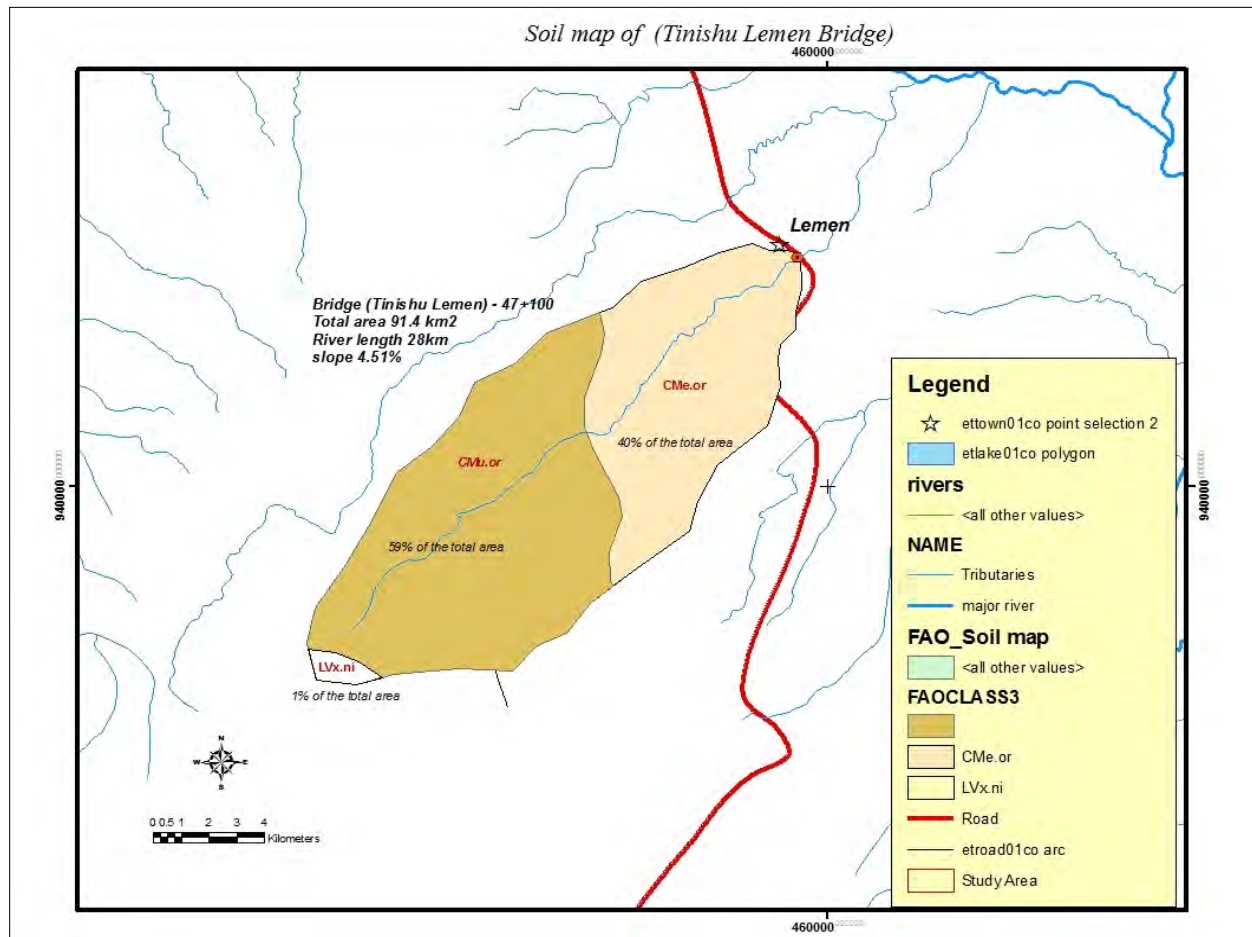 Soil map of (Tinishu Lemen Bridge)
460000
Lemen
Bridge (Tinishu Lemen) - 47+100
Total area 91.4 km2
River length 28km
slope 4.51%
CMe.or
40% of the total area
CMu.or
59% of the total area
LVx.ni
1% of the total area
940000
940000
N
W E
S
0 0.5 1 2 3 4
Kilometers
Legend
ettown01co point selection 2
etlake01co polygon
rivers
<all other values>
NAME
Tributaries
major river
FAO_Soil map
<all other values>
FAOCLASS3
CMe.or
LVx.ni
Road
etroad01co arc
Study Area
460000